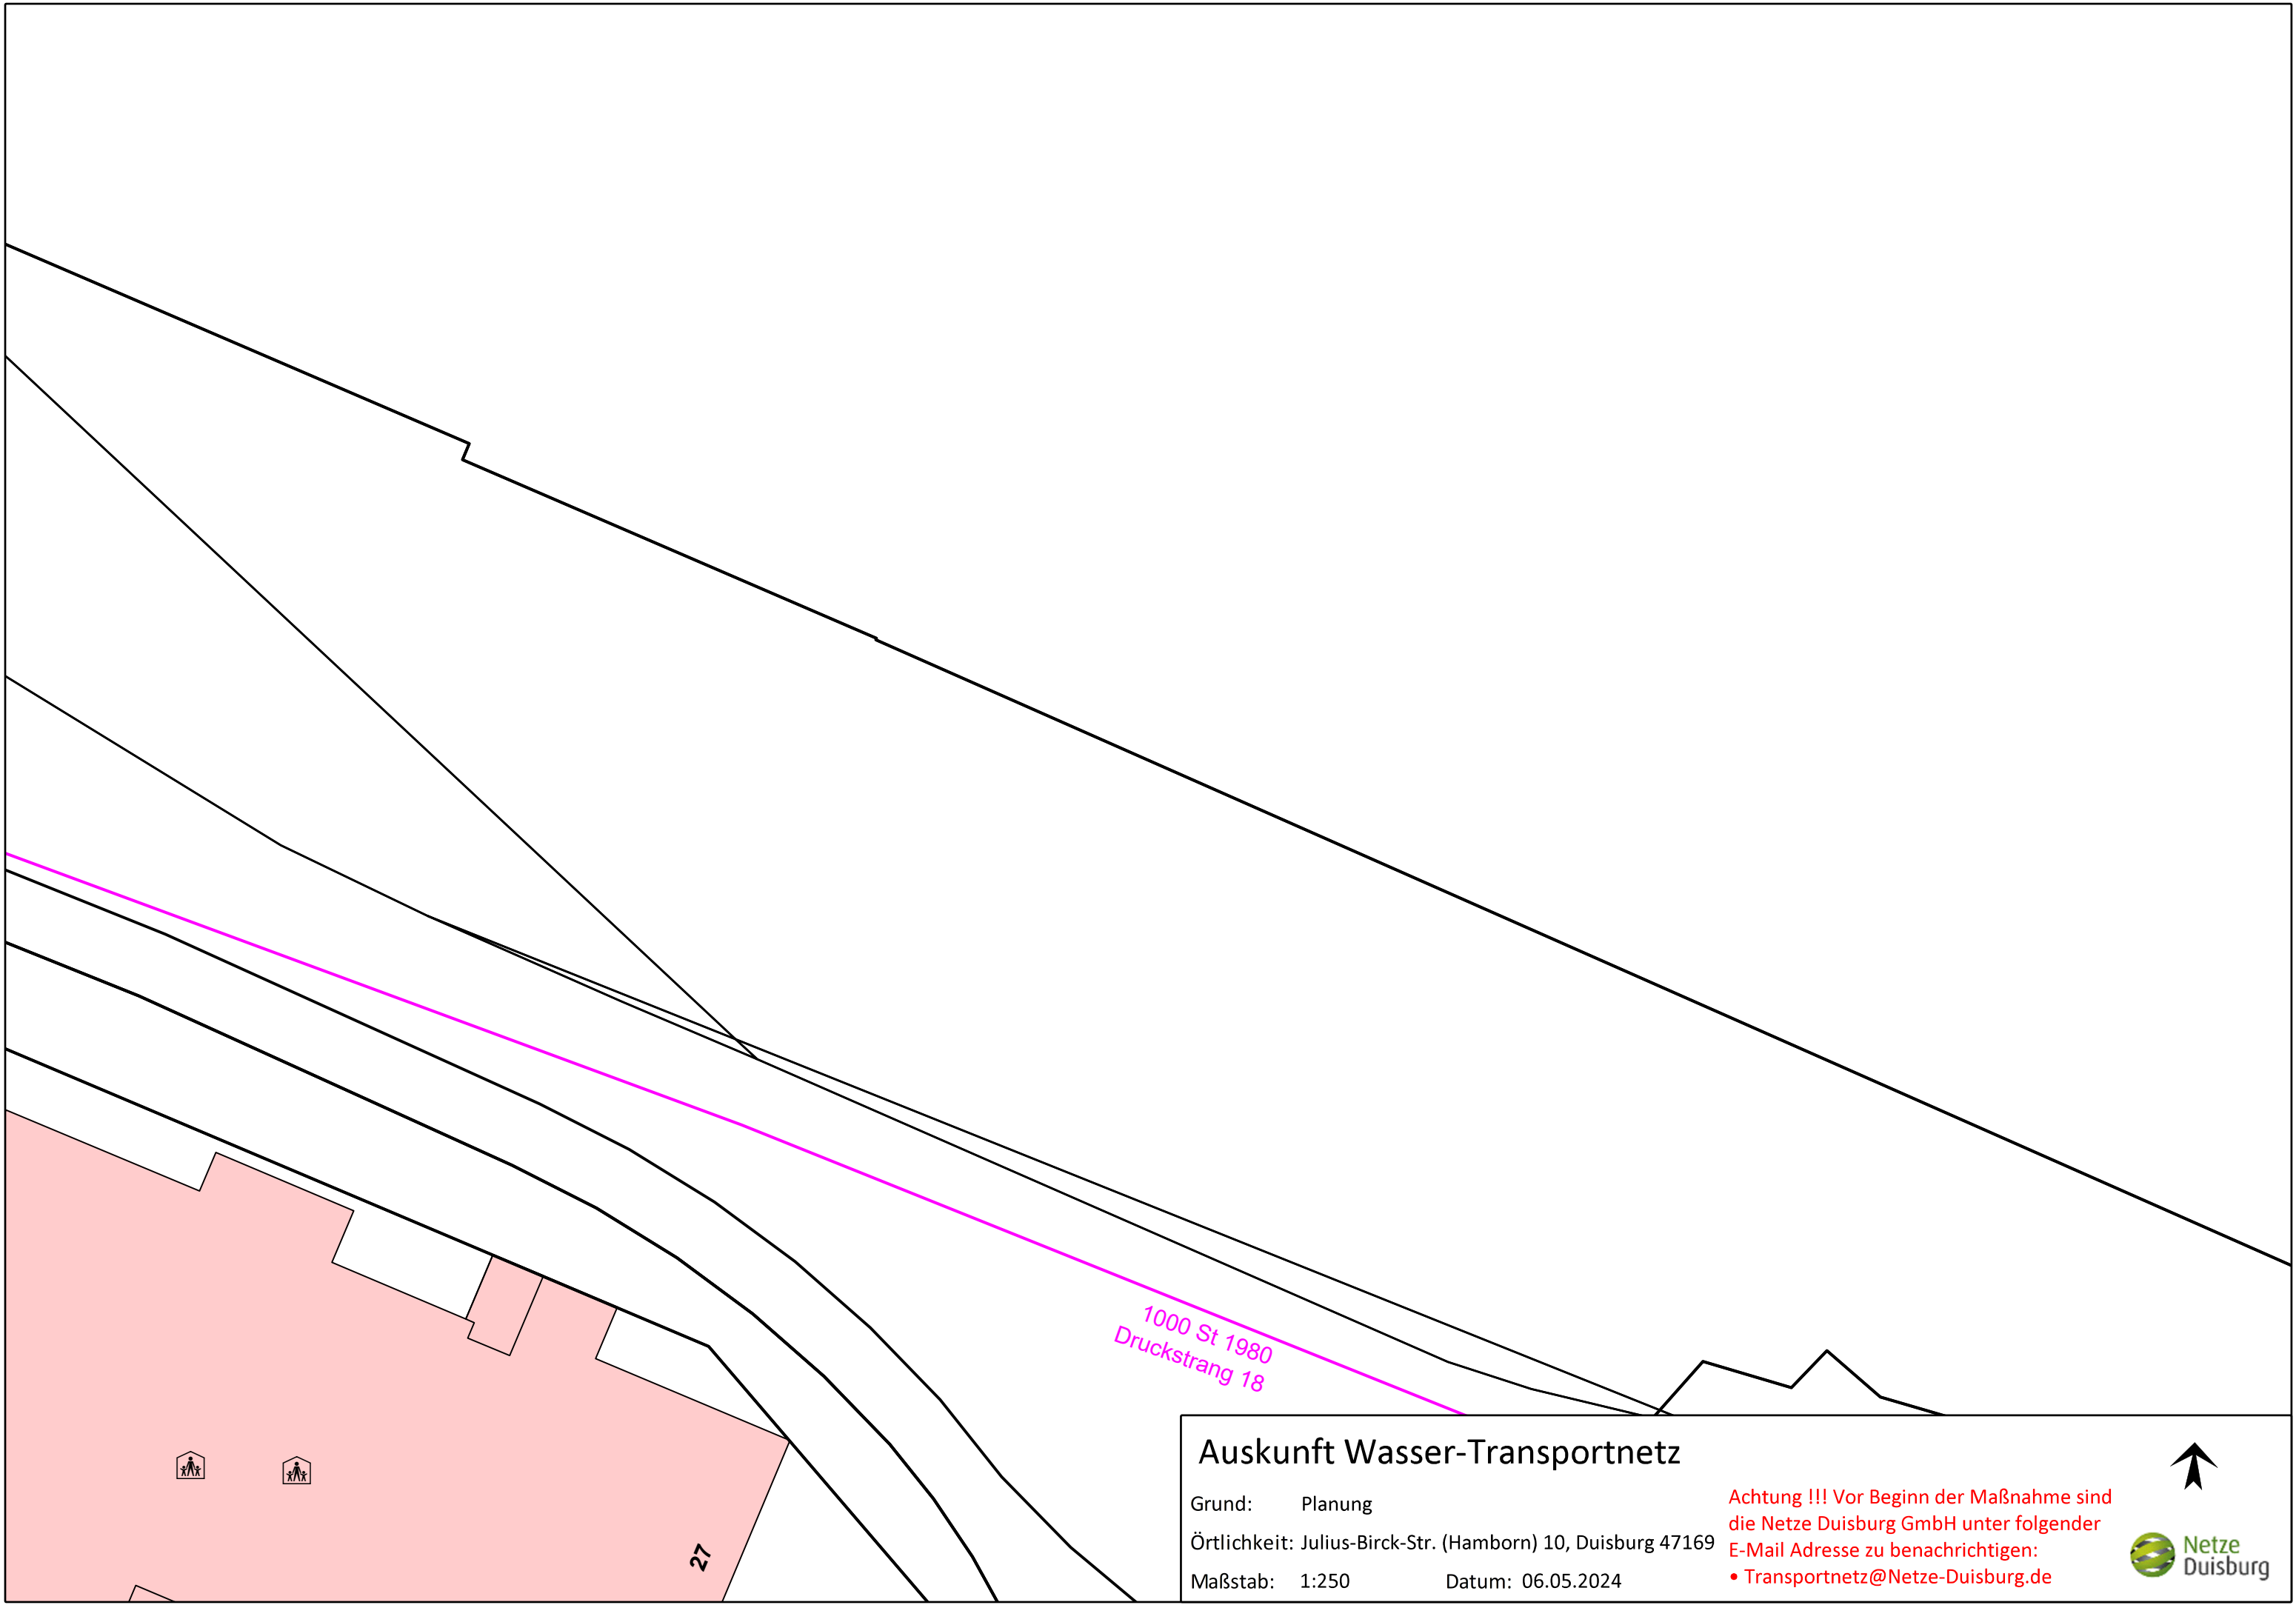 1000 St 1980
Druckstrang 18
27
Auskunft Wasser-Transportnetz
Grund: Planung
Örtlichkeit: Julius-Birck-Str. (Hamborn) 10, Duisburg 47169
Maßstab: 1:250 Datum: 06.05.2024
Achtung !!! Vor Beginn der Maßnahme sind
die Netze Duisburg GmbH unter folgender
E-Mail Adresse zu benachrichtigen:
• Transportnetz@Netze-Duisburg.de
Netze
Duisburg